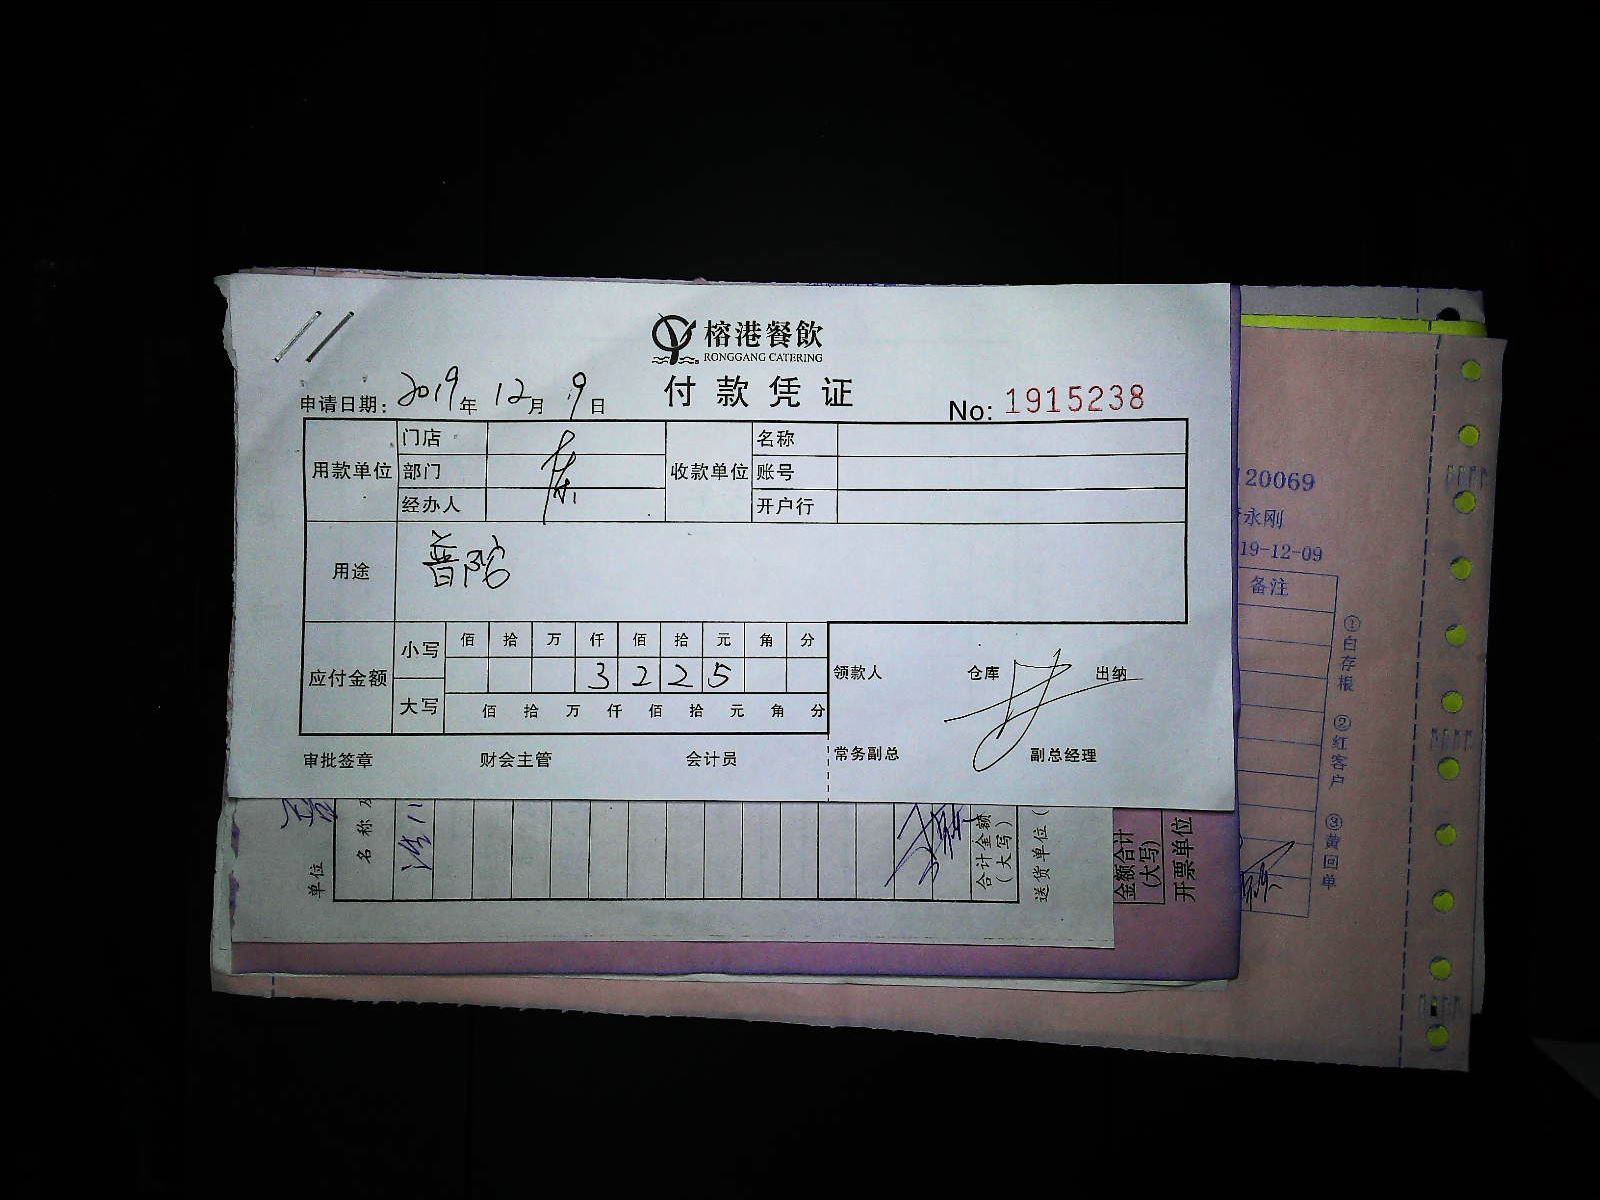 榕港餐飲
RONGGANG CATERING
付款凭证
申请日期: 2019年 12月 9日
No: 1915238
用款单位 门店 收款单位 名称
部门 账号
经办人 开户行
用途 普陀
应付金额 小写 佰 拾 万 仟 佰 拾 元 角 分
3 2 2 5
大写 佰 拾 万 仟 佰 拾 元 角 分
领款人 仓库 出纳
审批签章 财会主管 会计员 常务副总 副总经理
20069
永刚
19-12-09
备注
①白存根 ②红客户 ③黄回单
单位
名称及
合计金额(大写)
送货单位(
金额合计(大写)
开票单位